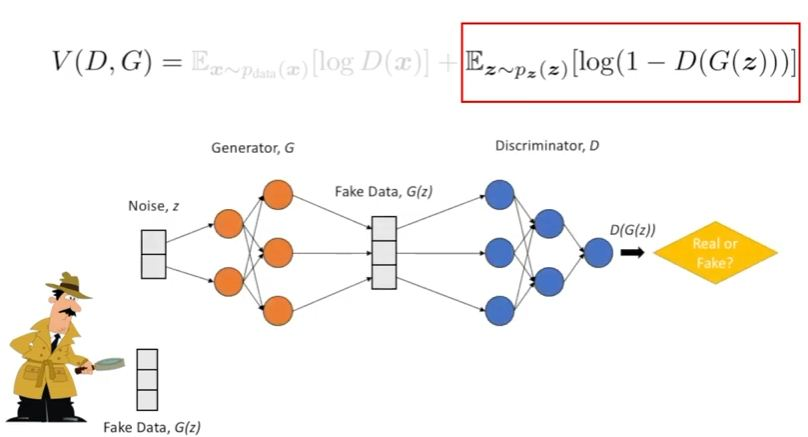 V(D, G) = 𝔼_{x∼p_data(x)}[log D(x)] + 𝔼_{z∼p_z(z)}[log(1 − D(G(z)))]
Generator, G
Discriminator, D
Fake Data, G(z)
Noise, z
D(G(z))
Real or
Fake?
Fake Data, G(z)